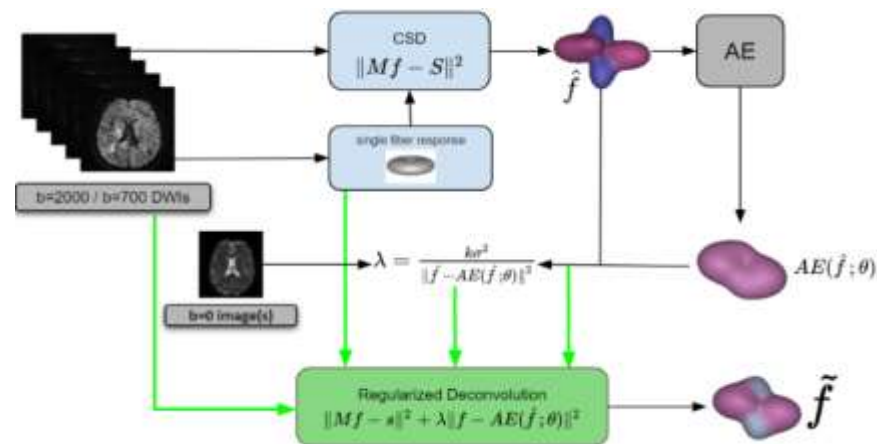 CSD
‖Mf − S‖²
f̂
AE
single fiber response
b=2000 / b=700 DWIs
λ = kσ² / ‖f̂ − AE(f̂;θ)‖²
AE(f̂;θ)
b=0 image(s)
Regularized Deconvolution
‖Mf − s‖² + λ‖f − AE(f̂;θ)‖²
f̃